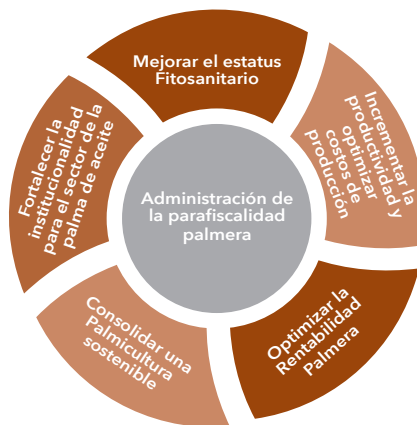 Mejorar el estatus
Fitosanitario
Incrementar la
productividad y
optimizar
costos de
producción
Optimizar la
Rentabilidad
Palmera
Consolidar una
Palmicultura
sostenible
Fortalecer la
institucionalidad
para el sector de la
palma de aceite
Administración de
la parafiscalidad
palmera